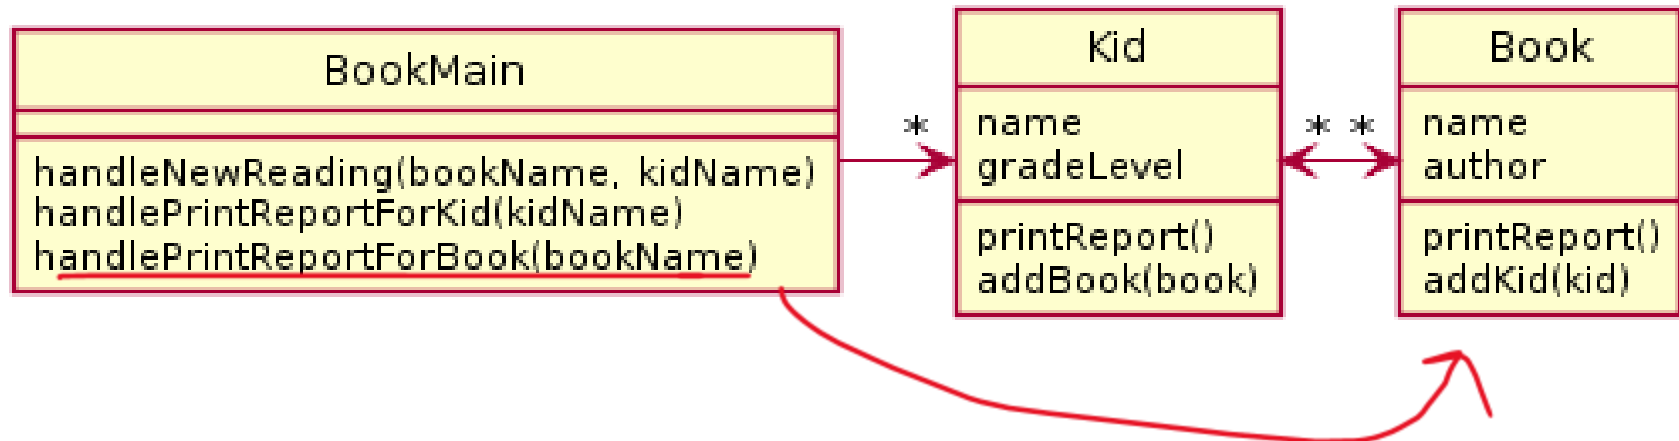 BookMain
handleNewReading(bookName, kidName)
handlePrintReportForKid(kidName)
handlePrintReportForBook(bookName)
*
Kid
name
gradeLevel
printReport()
addBook(book)
* *
Book
name
author
printReport()
addKid(kid)